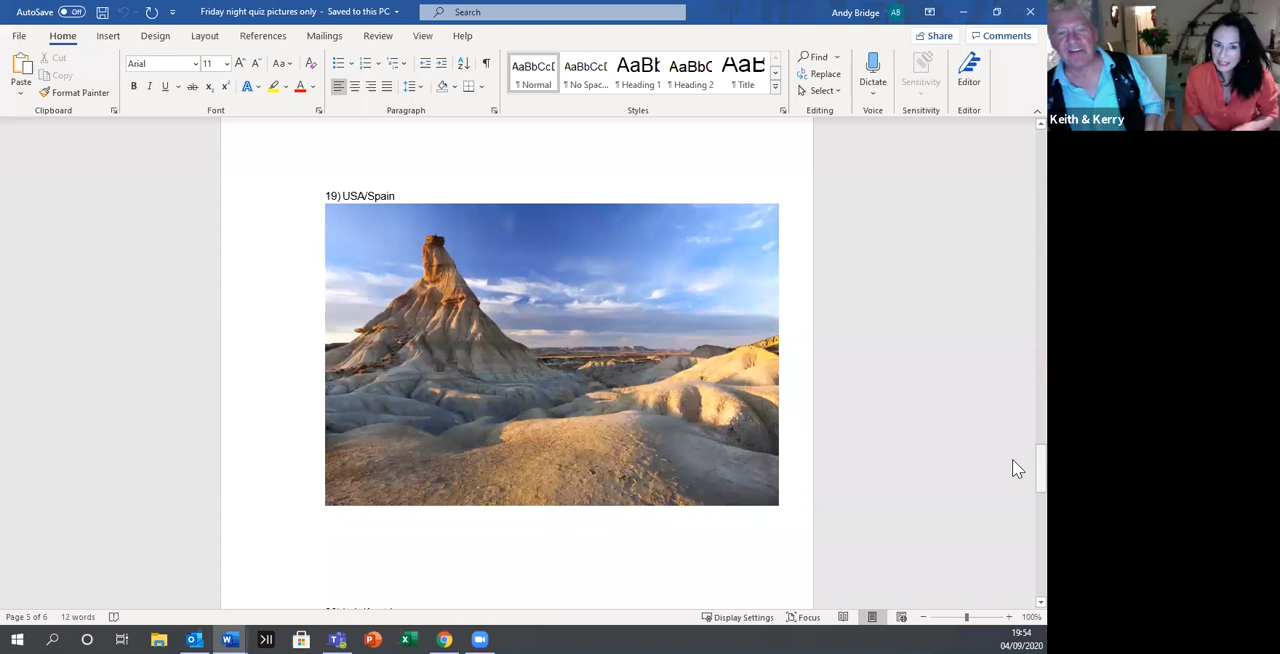 AutoSave Off Friday night quiz pictures only - Saved to this PC Search Andy Bridge AB
File Home Insert Design Layout References Mailings Review View Help Share Comments
Paste Cut Copy Format Painter Clipboard
Arial 11 Font
Paragraph
AaBbCcI AaBbCcI AaBb AaBbC AaB
¶ Normal ¶ No Spac... ¶ Heading 1 ¶ Heading 2 ¶ Title
Styles
Find Replace Select Editing
Dictate Voice
Sensitivity Sensitivity
Editor Editor
Keith & Kerry
19) USA/Spain
Page 5 of 6 12 words Display Settings Focus 100%
19:54
04/09/2020